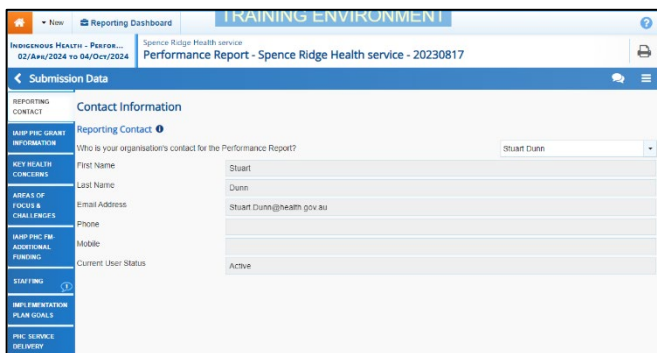 TRAINING ENVIRONMENT
New
Reporting Dashboard
INDIGENOUS HEALTH - PERFOR...
02/APR/2024 TO 04/OCT/2024
Spence Ridge Health service
Performance Report - Spence Ridge Health service - 20230817
Submission Data
REPORTING
CONTACT
IAHP PHC GRANT
INFORMATION
KEY HEALTH
CONCERNS
AREAS OF
FOCUS &
CHALLENGES
IAHP PHC FM-
ADDITIONAL
FUNDING
STAFFING
IMPLEMENTATION
PLAN GOALS
PHC SERVICE
DELIVERY
Contact Information
Reporting Contact
Who is your organisation's contact for the Performance Report? Stuart Dunn
First Name Stuart
Last Name Dunn
Email Address Stuart.Dunn@health.gov.au
Phone
Mobile
Current User Status Active